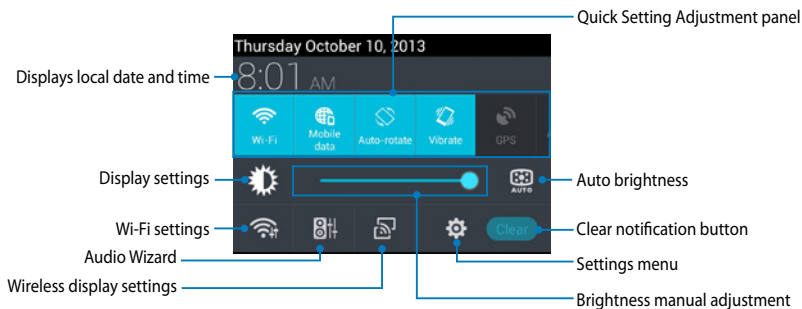 Quick Setting Adjustment panel
Thursday October 10, 2013
Displays local date and time
8:01 AM
Wi-Fi
Mobile data
Auto-rotate
Vibrate
GPS
Display settings
AUTO
Auto brightness
Wi-Fi settings
Clear
Clear notification button
Audio Wizard
Settings menu
Wireless display settings
Brightness manual adjustment